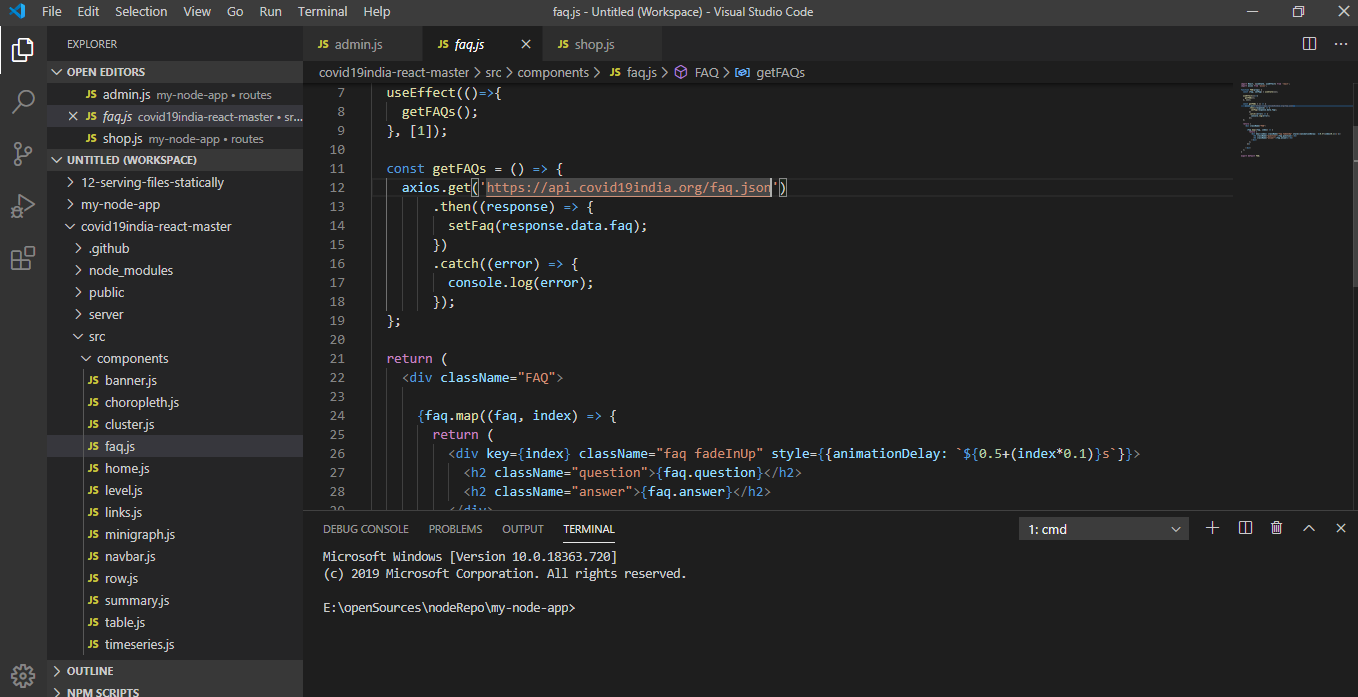 File Edit Selection View Go Run Terminal Help
faq.js - Untitled (Workspace) - Visual Studio Code
EXPLORER
OPEN EDITORS
JS admin.js my-node-app • routes
JS faq.js covid19india-react-master • sr...
JS shop.js my-node-app • routes
UNTITLED (WORKSPACE)
12-serving-files-statically
my-node-app
covid19india-react-master
.github
node_modules
public
server
src
components
JS banner.js
JS choropleth.js
JS cluster.js
JS faq.js
JS home.js
JS level.js
JS links.js
JS minigraph.js
JS navbar.js
JS row.js
JS summary.js
JS table.js
JS timeseries.js
OUTLINE
NPM SCRIPTS
JS admin.js JS faq.js JS shop.js
covid19india-react-master > src > components > JS faq.js > FAQ > getFAQs
7 useEffect(()=>{
8 getFAQs();
9 }, [1]);
10
11 const getFAQs = () => {
12 axios.get('https://api.covid19india.org/faq.json')
13 .then((response) => {
14 setFaq(response.data.faq);
15 })
16 .catch((error) => {
17 console.log(error);
18 });
19 };
20
21 return (
22 <div className="FAQ">
23
24 {faq.map((faq, index) => {
25 return (
26 <div key={index} className="faq fadeInUp" style={{animationDelay: `${0.5+(index*0.1)}s`}}>
27 <h2 className="question">{faq.question}</h2>
28 <h2 className="answer">{faq.answer}</h2>
29 </div>
DEBUG CONSOLE PROBLEMS OUTPUT TERMINAL
1: cmd
Microsoft Windows [Version 10.0.18363.720]
(c) 2019 Microsoft Corporation. All rights reserved.
E:\openSources\nodeRepo\my-node-app>